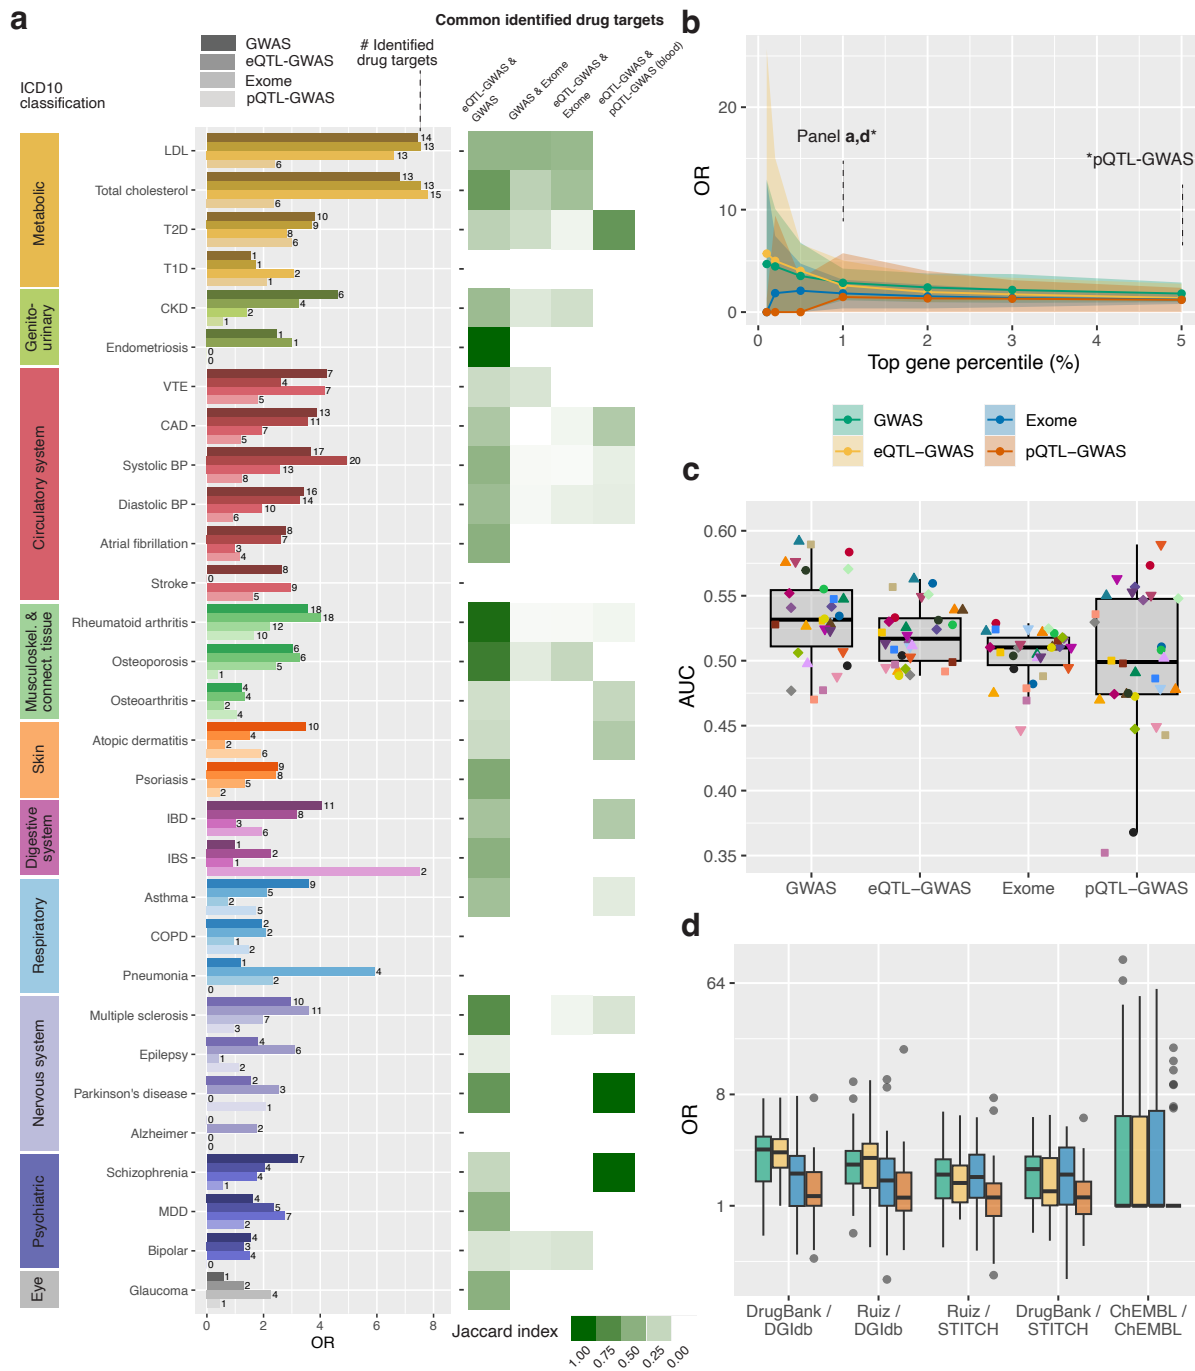 a
Common identified drug targets
GWAS
eQTL-GWAS
Exome
pQTL-GWAS
# Identified
drug targets
ICD10
classification
eQTL-GWAS &
GWAS
GWAS & Exome
eQTL-GWAS &
Exome
eQTL-GWAS &
pQTL-GWAS (blood)
Metabolic
LDL
14
13
13
6
Total cholesterol
13
13
15
6
T2D
10
9
8
6
T1D
1
1
2
1
Genito-
urinary
CKD
6
4
2
1
Endometriosis
1
1
0
0
Circulatory system
VTE
7
4
7
5
CAD
13
11
7
5
Systolic BP
17
20
13
8
Diastolic BP
16
14
10
6
Atrial fibrillation
8
7
3
4
Stroke
8
0
9
5
Musculoskel. &
connect. tissue
Rheumatoid arthritis
18
18
12
10
Osteoporosis
6
6
5
1
Osteoarthritis
4
4
2
4
Skin
Atopic dermatitis
10
4
2
6
Psoriasis
9
8
5
2
Digestive
system
IBD
11
8
3
6
IBS
1
2
1
2
Respiratory
Asthma
9
5
2
5
COPD
2
2
1
2
Pneumonia
1
4
2
0
Nervous system
Multiple sclerosis
10
11
7
3
Epilepsy
4
6
1
2
Parkinson's disease
2
3
0
1
Alzheimer
0
2
0
0
Psychiatric
Schizophrenia
7
4
4
1
MDD
4
5
7
2
Bipolar
4
3
4
0
Eye
Glaucoma
1
2
4
1
0 2 4 6 8
OR
Jaccard index
1.00 0.75 0.50 0.25 0.00
b
OR
20
10
0
Panel a,d*
*pQTL-GWAS
0 1 2 3 4 5
Top gene percentile (%)
GWAS
Exome
eQTL–GWAS
pQTL–GWAS
c
AUC
0.60
0.55
0.50
0.45
0.40
0.35
GWAS eQTL–GWAS Exome pQTL–GWAS
d
OR
64
8
1
DrugBank /
DGIdb
Ruiz /
DGIdb
Ruiz /
STITCH
DrugBank /
STITCH
ChEMBL /
ChEMBL